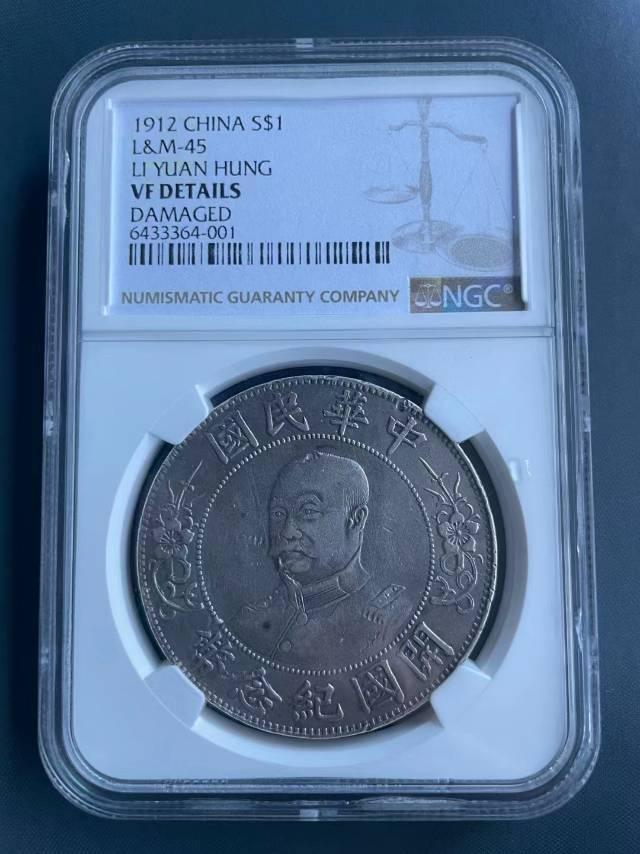 1912 CHINA S$1
L&M-45
LI YUAN HUNG
VF DETAILS
DAMAGED
6433364-001
NUMISMATIC GUARANTY COMPANY
NGC®
中華民國
開國紀念幣